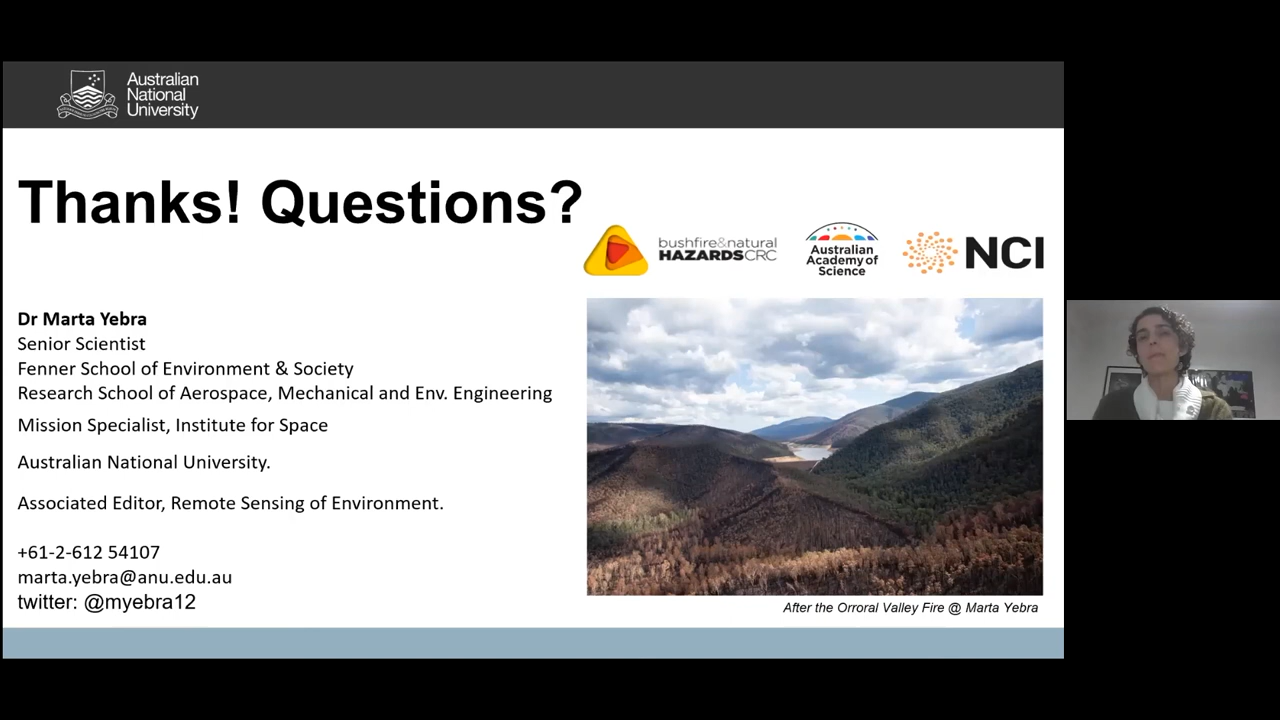 Australian
National
University
Thanks! Questions?
bushfire&natural
HAZARDSCRC
Australian
Academy of
Science
NCI
Dr Marta Yebra
Senior Scientist
Fenner School of Environment & Society
Research School of Aerospace, Mechanical and Env. Engineering
Mission Specialist, Institute for Space
Australian National University.
Associated Editor, Remote Sensing of Environment.
+61-2-612 54107
marta.yebra@anu.edu.au
twitter: @myebra12
After the Orroral Valley Fire @ Marta Yebra